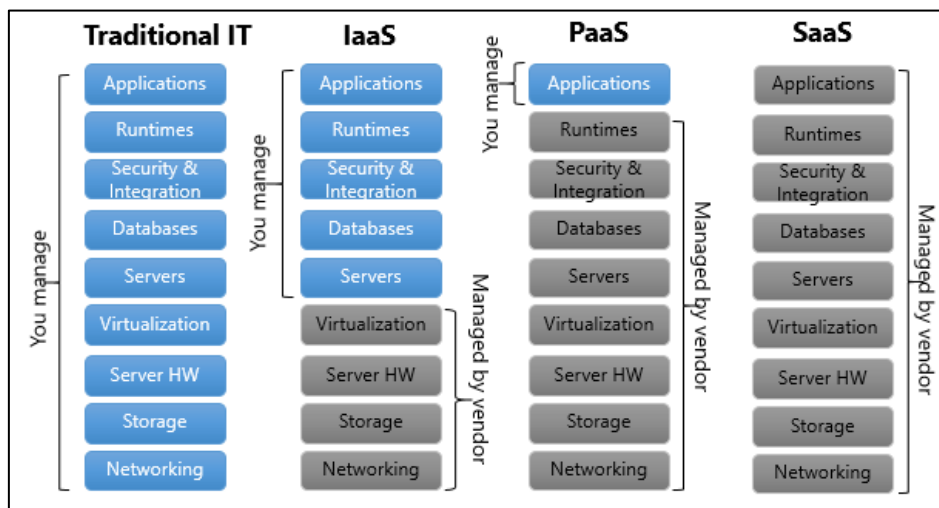 Traditional IT
IaaS
PaaS
SaaS
You manage
Applications
Runtimes
Security &
Integration
Databases
Servers
Virtualization
Server HW
Storage
Networking
You manage
Applications
Runtimes
Security &
Integration
Databases
Servers
Virtualization
Server HW
Storage
Networking
Managed by vendor
You manage
Applications
Runtimes
Security &
Integration
Databases
Servers
Virtualization
Server HW
Storage
Networking
Managed by vendor
Applications
Runtimes
Security &
Integration
Databases
Servers
Virtualization
Server HW
Storage
Networking
Managed by vendor